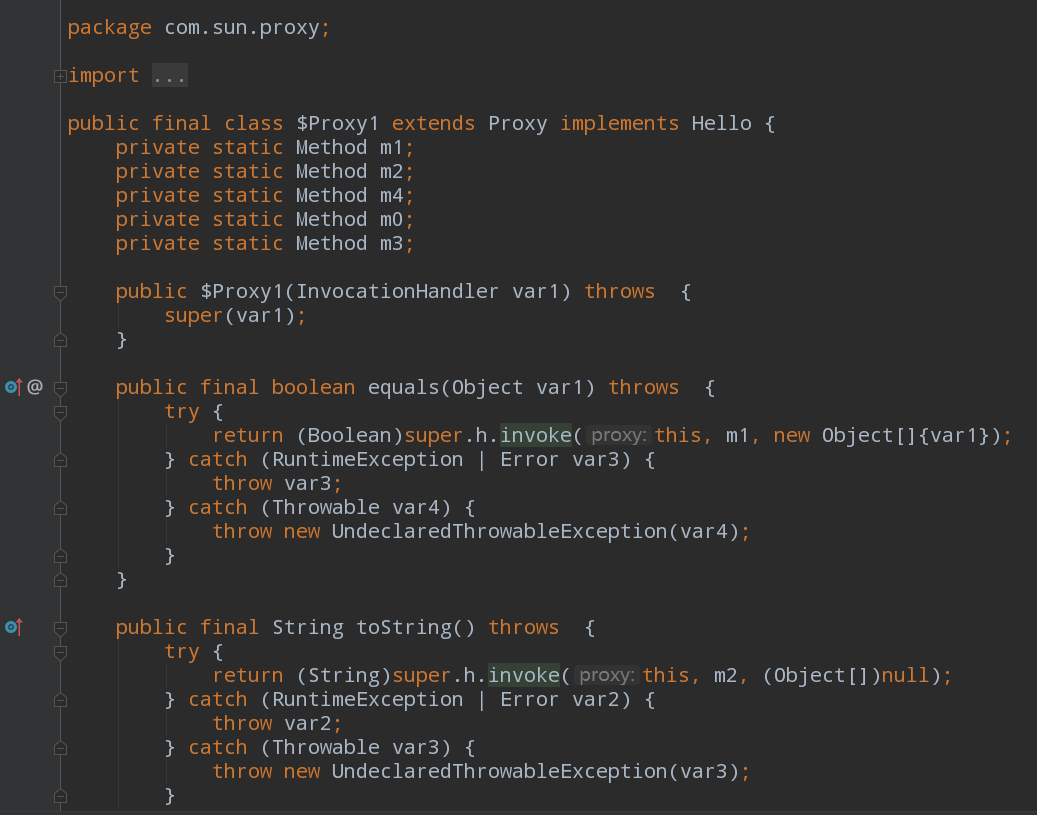 package com.sun.proxy;
import ...
public final class $Proxy1 extends Proxy implements Hello {
    private static Method m1;
    private static Method m2;
    private static Method m4;
    private static Method m0;
    private static Method m3;
    public $Proxy1(InvocationHandler var1) throws  {
        super(var1);
    }
@   public final boolean equals(Object var1) throws  {
        try {
            return (Boolean)super.h.invoke( proxy: this, m1, new Object[]{var1});
        } catch (RuntimeException | Error var3) {
            throw var3;
        } catch (Throwable var4) {
            throw new UndeclaredThrowableException(var4);
        }
    }
    public final String toString() throws  {
        try {
            return (String)super.h.invoke( proxy: this, m2, (Object[])null);
        } catch (RuntimeException | Error var2) {
            throw var2;
        } catch (Throwable var3) {
            throw new UndeclaredThrowableException(var3);
        }